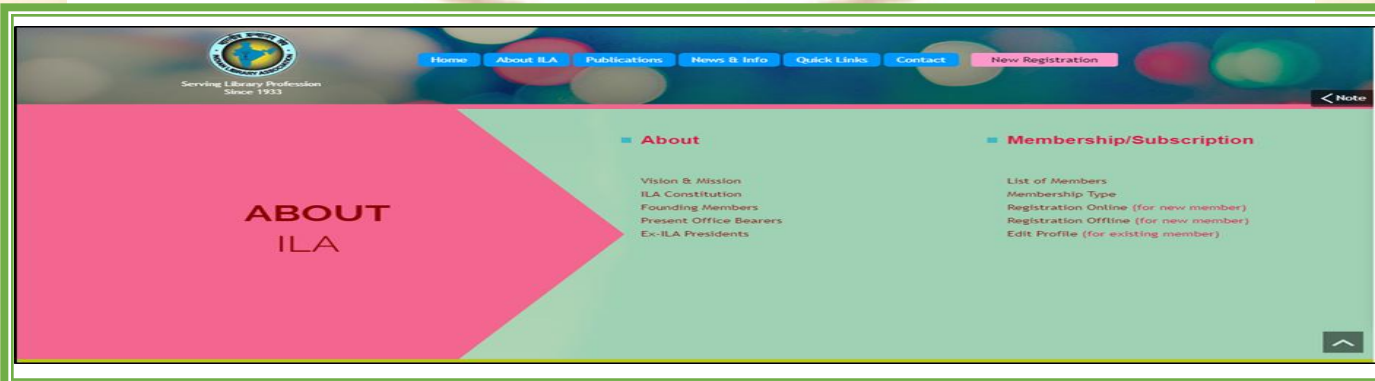 Serving Library Profession
Since 1933
Home
About ILA
Publications
News & Info
Quick Links
Contact
New Registration
< Note
ABOUT
ILA
About
Vision & Mission
ILA Constitution
Founding Members
Present Office Bearers
Ex-ILA Presidents
Membership/Subscription
List of Members
Membership Type
Registration Online (for new member)
Registration Offline (for new member)
Edit Profile (for existing member)